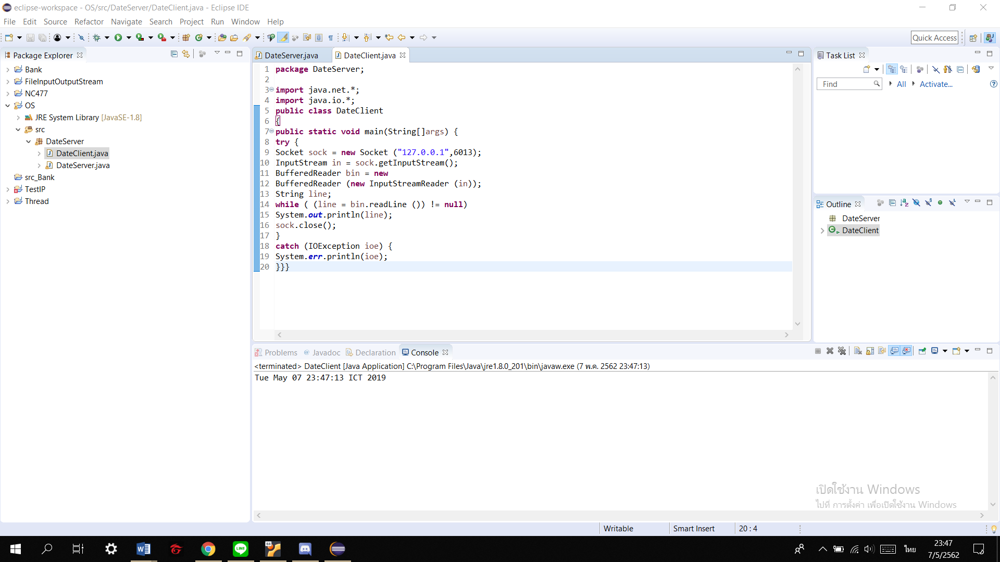 eclipse-workspace - OS/src/DateServer/DateClient.java - Eclipse IDE
File Edit Source Refactor Navigate Search Project Run Window Help
Quick Access
Package Explorer
Bank
FileInputOutputStream
NC477
OS
JRE System Library [JavaSE-1.8]
src
DateServer
DateClient.java
DateServer.java
src_Bank
TestIP
Thread
DateServer.java DateClient.java
1 package DateServer;
2
3 import java.net.*;
4 import java.io.*;
5 public class DateClient
6 {
7 public static void main(String[]args) {
8 try {
9 Socket sock = new Socket ("127.0.0.1",6013);
10 InputStream in = sock.getInputStream();
11 BufferedReader bin = new
12 BufferedReader (new InputStreamReader (in));
13 String line;
14 while ( (line = bin.readLine ()) != null)
15 System.out.println(line);
16 sock.close();
17 }
18 catch (IOException ioe) {
19 System.err.println(ioe);
20 }}}
Task List
Find All Activate...
Outline
DateServer
DateClient
Problems @ Javadoc Declaration Console
<terminated> DateClient [Java Application] C:\Program Files\Java\jre1.8.0_201\bin\javaw.exe (7 พ.ค. 2562 23:47:13)
Tue May 07 23:47:13 ICT 2019
เปิดใช้งาน Windows
ไปที่ การตั้งค่า เพื่อเปิดใช้งาน Windows
Writable Smart Insert 20 : 4
64
LINE
ไทย
23:47
7/5/2562